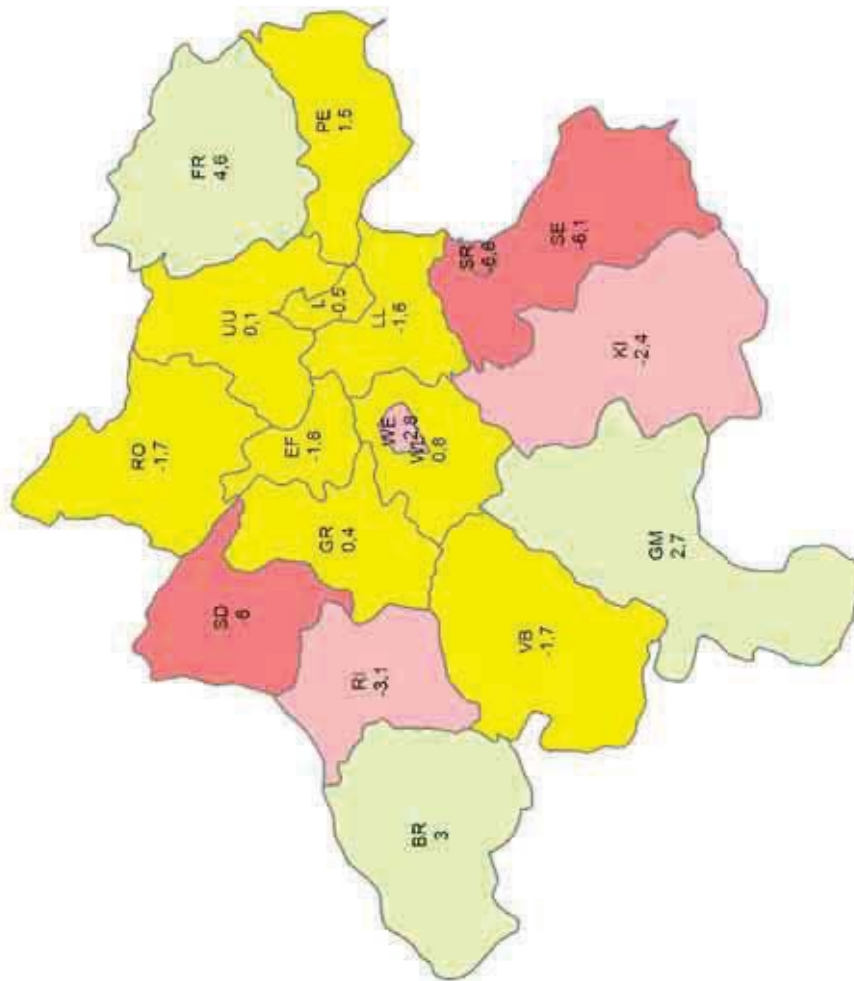 RO
-1,7
FR
4,6
SD
6
UU
0,1
EF
-1,8
L
-0,5
GR
0,4
PE
1,5
RI
-3,1
LL
-1,6
WE
-2,8
0,8
BR
3
SR
VB
-1,7
SE
-6,1
KI
-2,4
GM
2,7